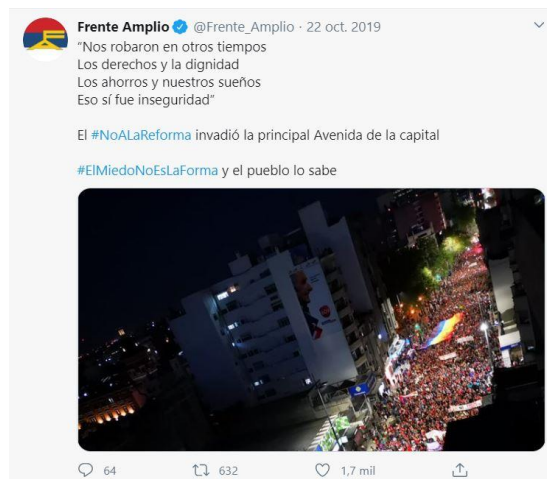 Frente Amplio @Frente_Amplio · 22 oct. 2019
“Nos robaron en otros tiempos
Los derechos y la dignidad
Los ahorros y nuestros sueños
Eso sí fue inseguridad”
El #NoALaReforma invadió la principal Avenida de la capital
#ElMiedoNoEsLaForma y el pueblo lo sabe
64 632 1,7 mil